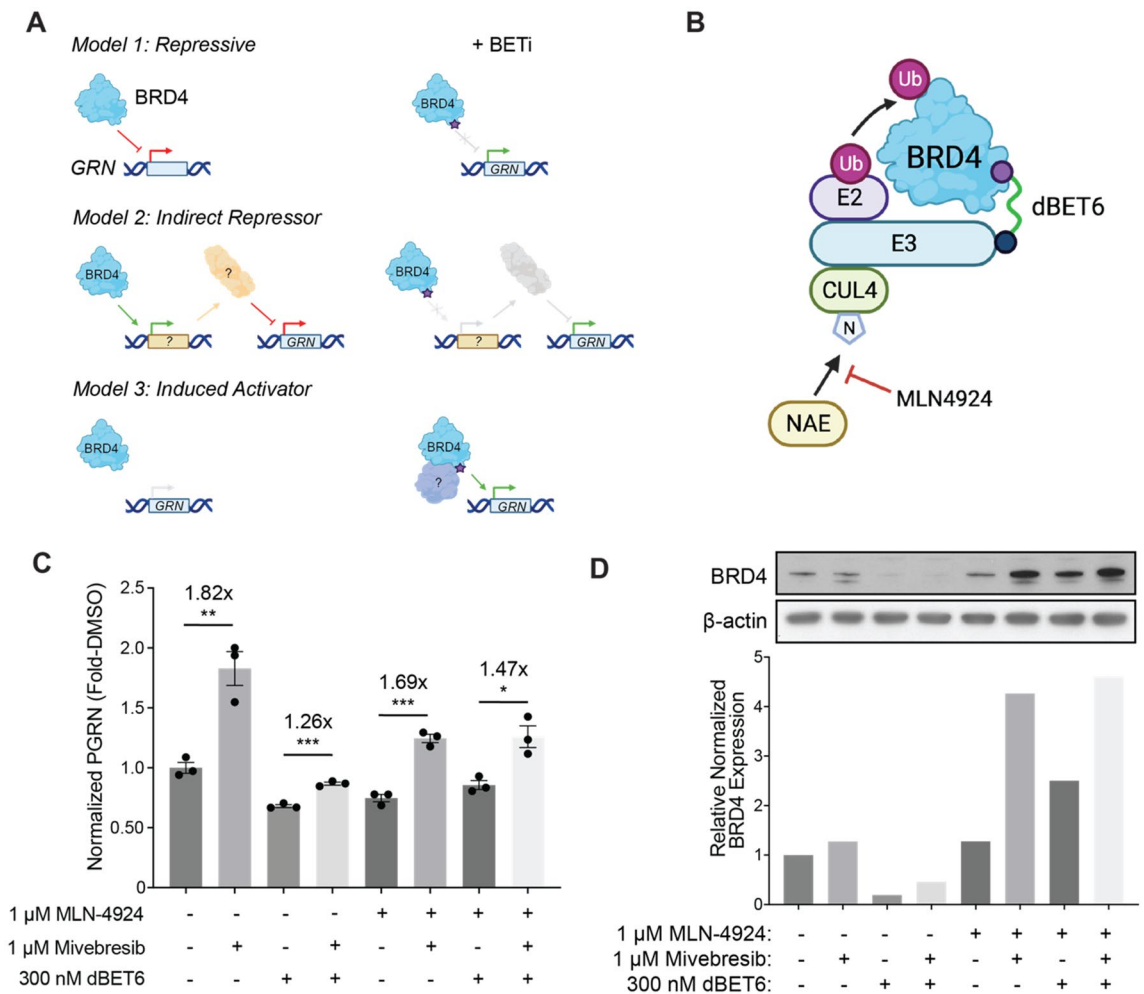 A
Model 1: Repressive
+ BETi
BRD4
BRD4
GRN
GRN
Model 2: Indirect Repressor
BRD4
?
BRD4
?
GRN
?
GRN
Model 3: Induced Activator
BRD4
BRD4
?
GRN
GRN
B
Ub
BRD4
Ub
E2
dBET6
E3
CUL4
N
MLN4924
NAE
C
Normalized PGRN (Fold-DMSO)
2.5
2.0
1.5
1.0
0.50
0
1.82x
**
1.26x
***
1.69x
***
1.47x
*
1 µM MLN-4924 - - - - + + + +
1 µM Mivebresib - + - + - + - +
300 nM dBET6 - - + + - - + +
D
BRD4
β-actin
Relative Normalized
BRD4 Expression
5
4
3
2
1
0
1 µM MLN-4924: - - - - + + + +
1 µM Mivebresib: - + - + - + - +
300 nM dBET6: - - + + - - + +